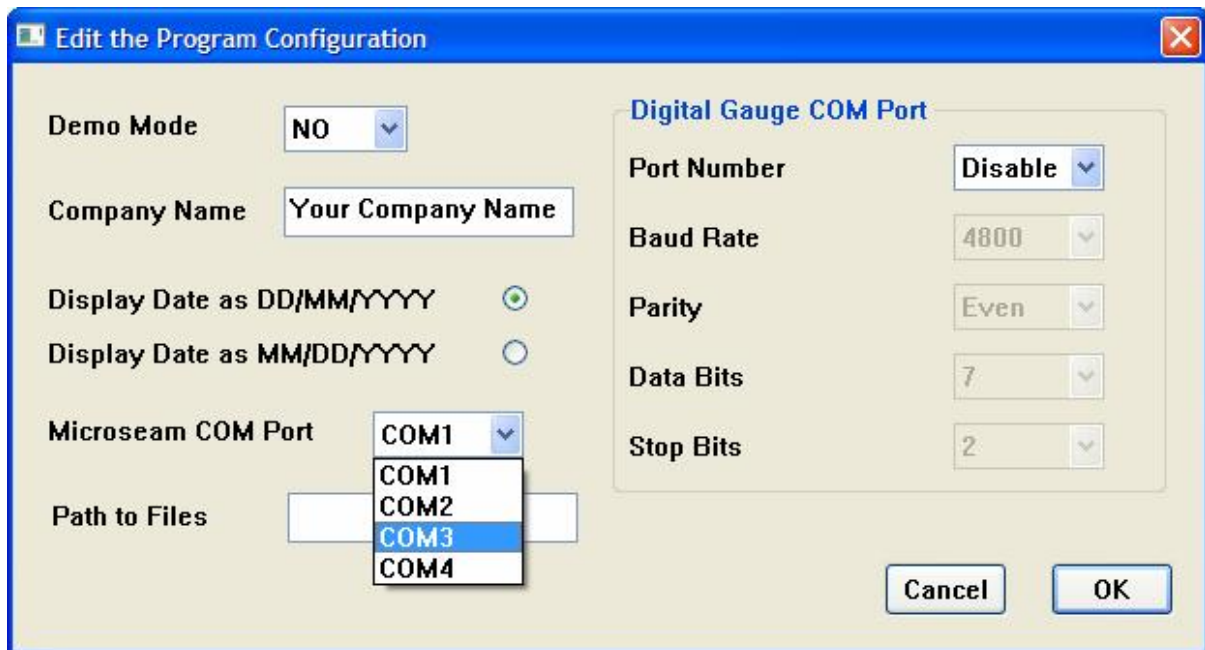 Edit the Program Configuration
Demo Mode NO
Company Name Your Company Name
Display Date as DD/MM/YYYY
Display Date as MM/DD/YYYY
Microseam COM Port COM1
COM1
COM2
COM3
COM4
Path to Files
Digital Gauge COM Port
Port Number Disable
Baud Rate 4800
Parity Even
Data Bits 7
Stop Bits 2
Cancel OK